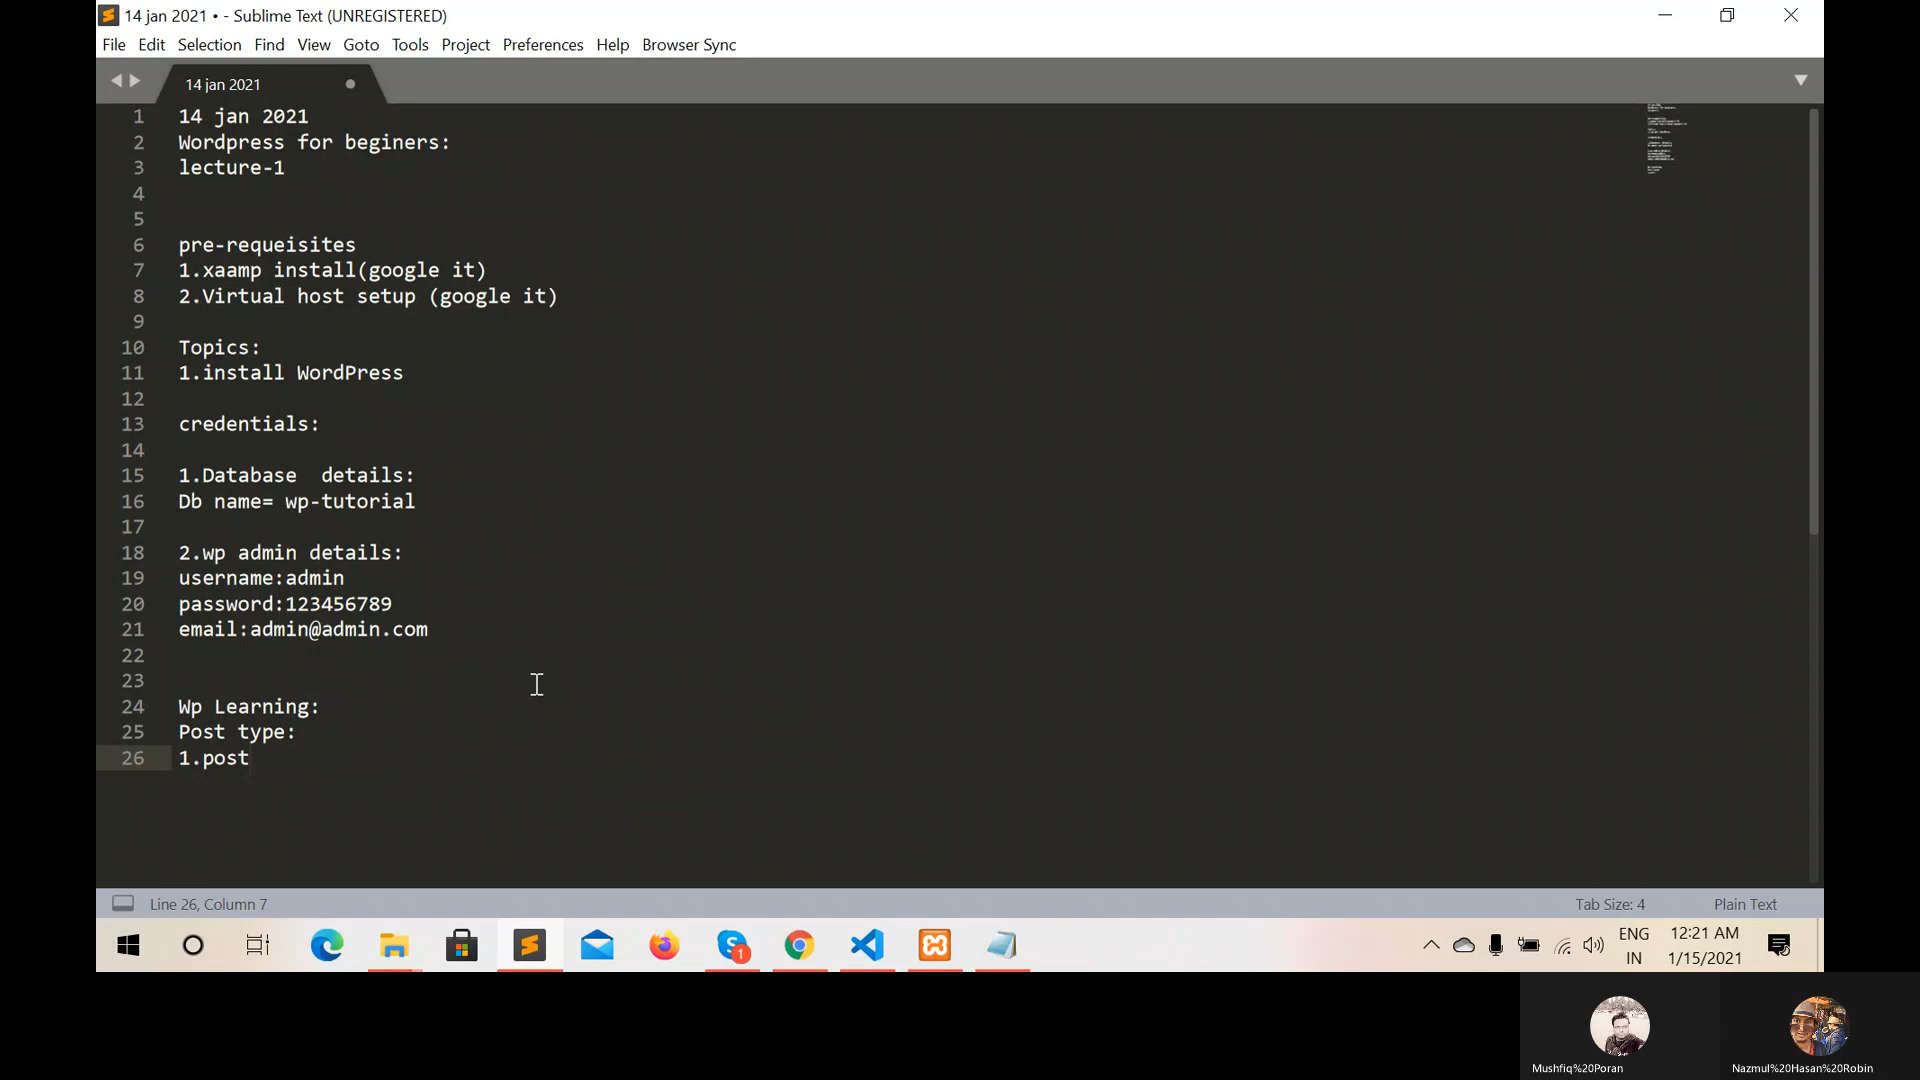 14 jan 2021 • - Sublime Text (UNREGISTERED)
File Edit Selection Find View Goto Tools Project Preferences Help Browser Sync
14 jan 2021
1 14 jan 2021
2 Wordpress for beginers:
3 lecture-1
4
5
6 pre-requeisites
7 1.xaamp install(google it)
8 2.Virtual host setup (google it)
9
10 Topics:
11 1.install WordPress
12
13 credentials:
14
15 1.Database  details:
16 Db name= wp-tutorial
17
18 2.wp admin details:
19 username:admin
20 password:123456789
21 email:admin@admin.com
22
23
24 Wp Learning:
25 Post type:
26 1.post
Line 26, Column 7 Tab Size: 4 Plain Text
1
ENG
IN
12:21 AM
1/15/2021
Mushfiq%20Poran
Nazmul%20Hasan%20Robin